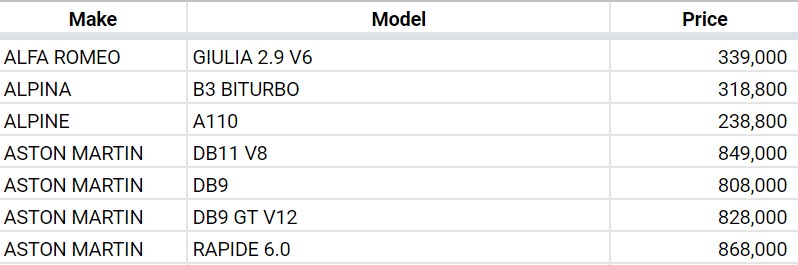 Make Model Price
ALFA ROMEO GIULIA 2.9 V6 339,000
ALPINA B3 BITURBO 318,800
ALPINE A110 238,800
ASTON MARTIN DB11 V8 849,000
ASTON MARTIN DB9 808,000
ASTON MARTIN DB9 GT V12 828,000
ASTON MARTIN RAPIDE 6.0 868,000